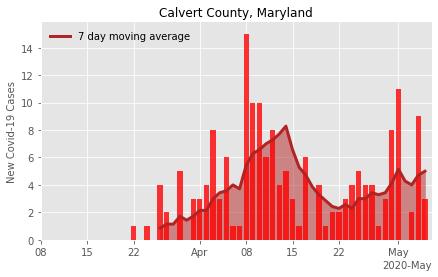 Calvert County, Maryland
7 day moving average
New Covid-19 Cases
14
12
10
8
6
4
2
0
08 15 22 Apr 08 15 22 May
2020-May